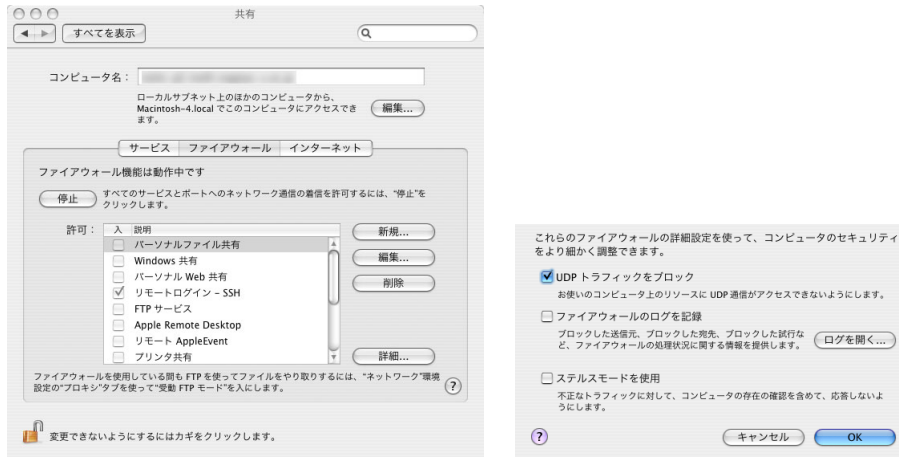 共有
すべてを表示
コンピュータ名：
ローカルサブネット上のほかのコンピュータから、
Macintosh-4.local でこのコンピュータにアクセスでき
ます。
編集...
サービス ファイアウォール インターネット
ファイアウォール機能は動作中です
停止
すべてのサービスとポートへのネットワーク通信の着信を許可するには、“停止”を
クリックします。
許可：
入 説明
パーソナルファイル共有
Windows 共有
パーソナル Web 共有
リモートログイン – SSH
FTP サービス
Apple Remote Desktop
リモート AppleEvent
プリンタ共有
新規...
編集...
削除
詳細...
ファイアウォールを使用している間も FTP を使ってファイルをやり取りするには、“ネットワーク”環境
設定の“プロキシ”タブを使って“受動 FTP モード”を入にします。
?
変更できないようにするにはカギをクリックします。
これらのファイアウォールの詳細設定を使って、コンピュータのセキュリティ
をより細かく調整できます。
UDP トラフィックをブロック
お使いのコンピュータ上のリソースに UDP 通信がアクセスできないようにします。
ファイアウォールのログを記録
ブロックした送信元、ブロックした宛先、ブロックした試行な
ど、ファイアウォールの処理状況に関する情報を提供します。
ログを開く...
ステルスモードを使用
不正なトラフィックに対して、コンピュータの存在の確認を含めて、応答しないよ
うにします。
?
キャンセル
OK